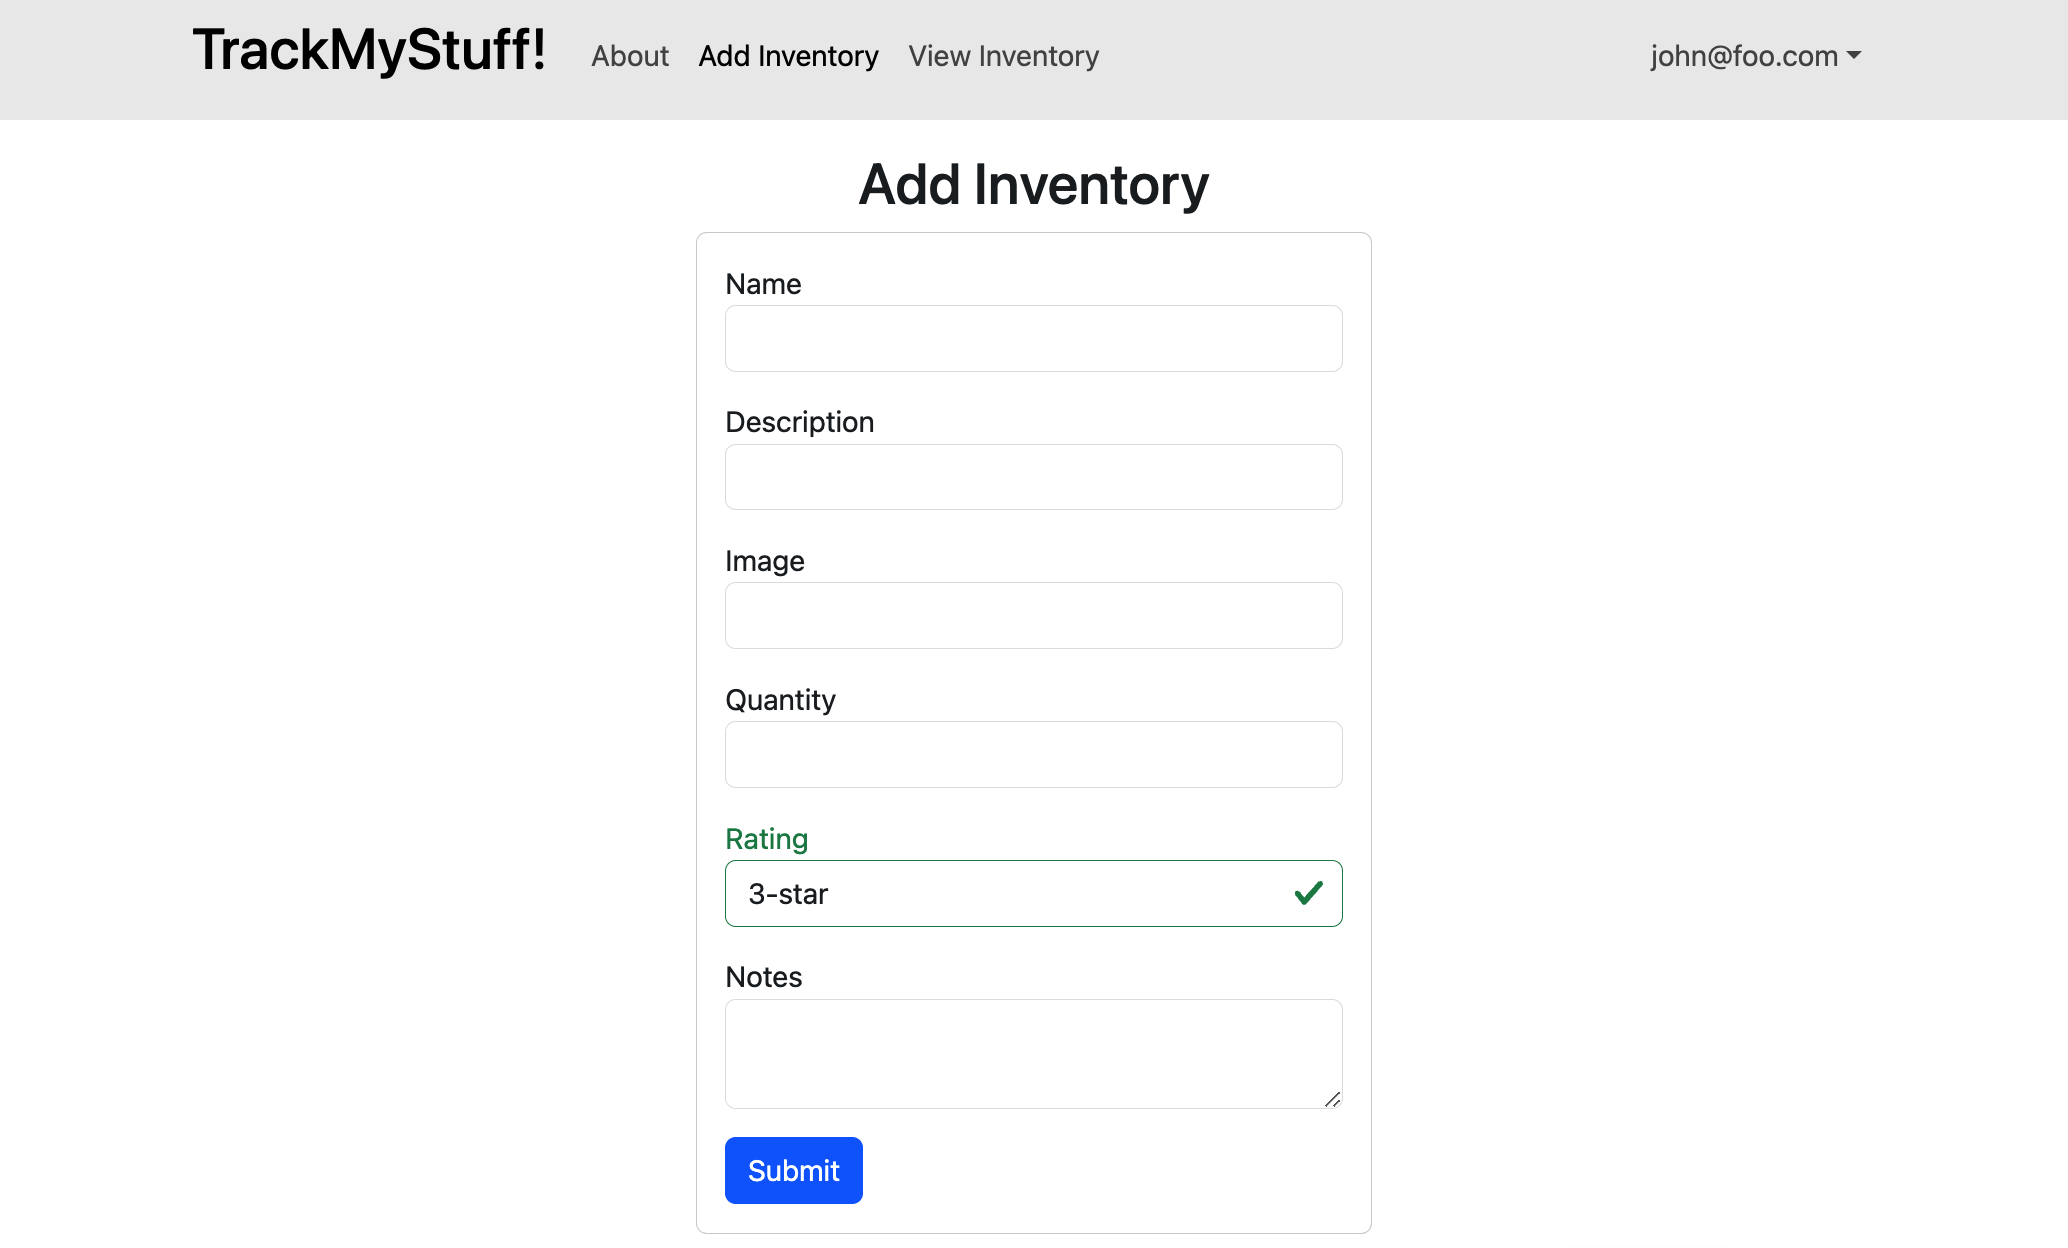 TrackMyStuff! About Add Inventory View Inventory john@foo.com
Add Inventory
Name
Description
Image
Quantity
Rating
3-star
Notes
Submit